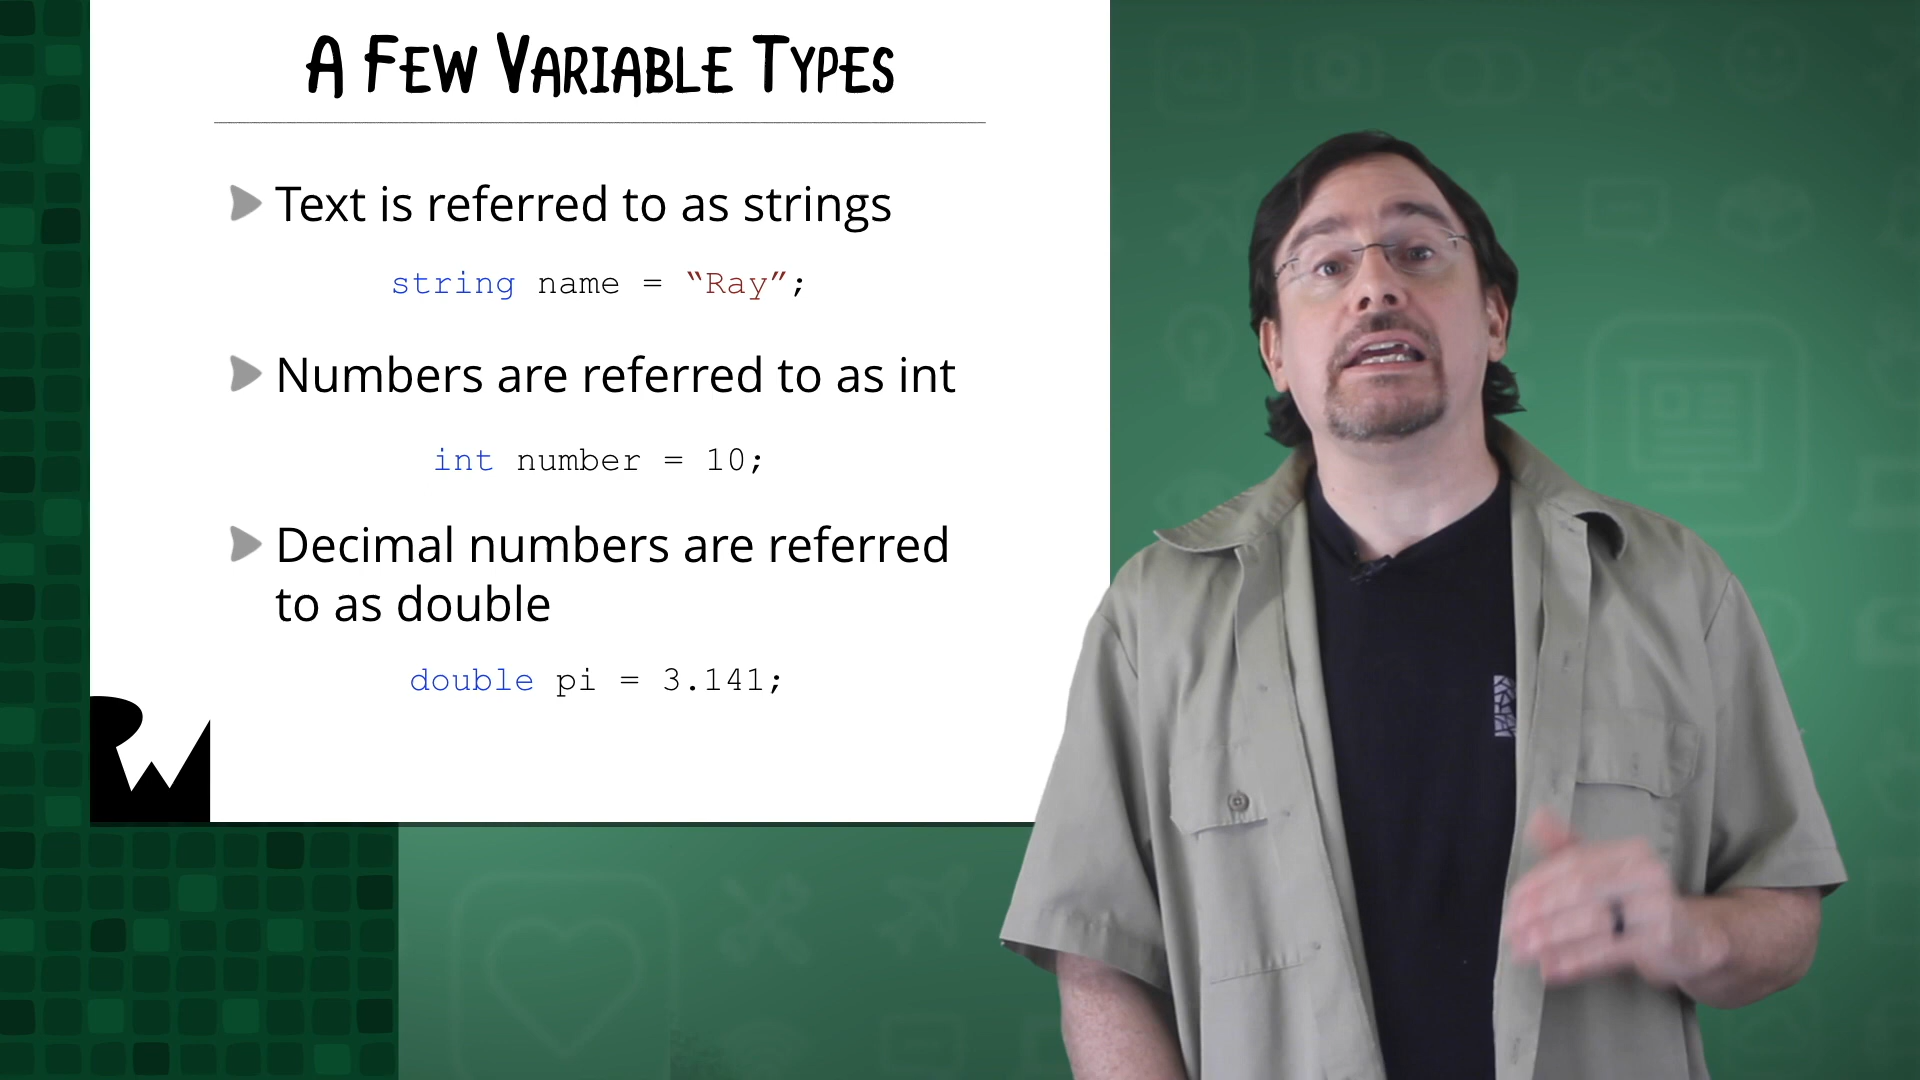 A Few Variable Types
Text is referred to as strings
string name = “Ray”;
Numbers are referred to as int
int number = 10;
Decimal numbers are referred
to as double
double pi = 3.141;
RW